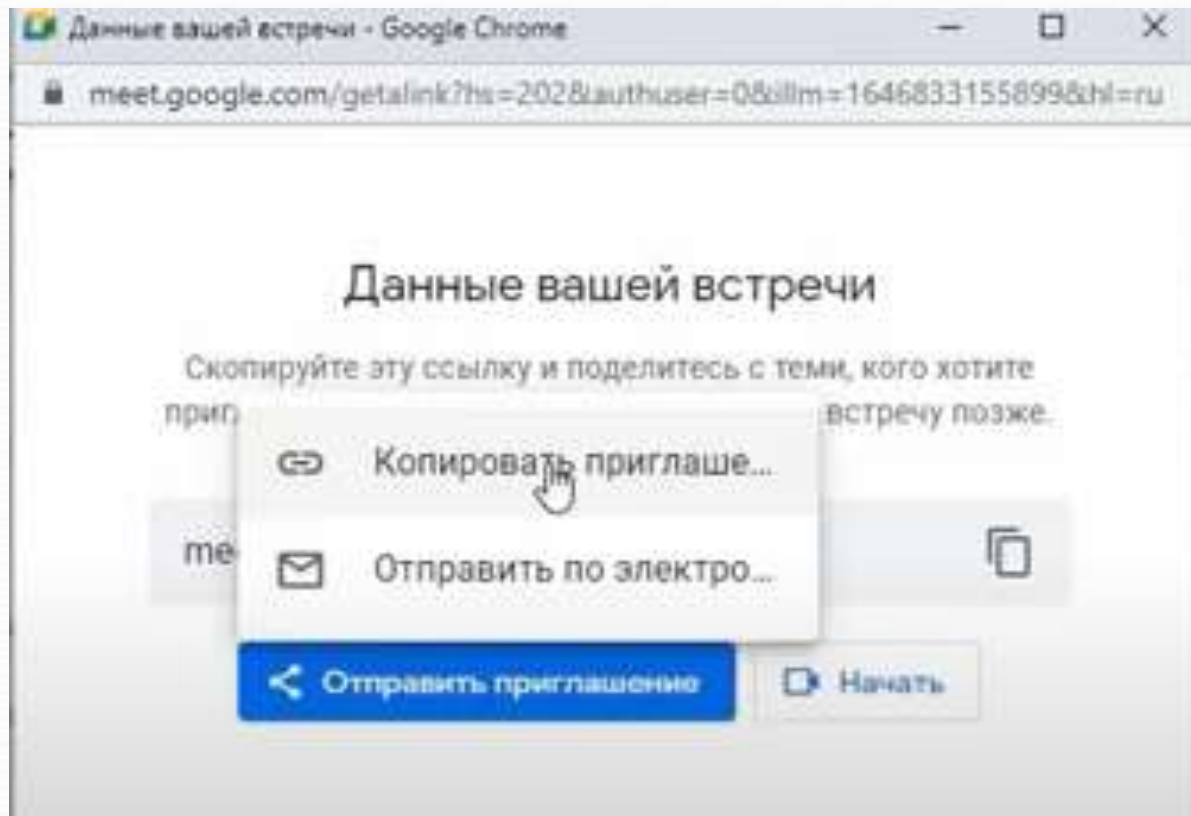 Данные вашей встречи - Google Chrome
meet.google.com/getalink?hs=202&authuser=0&illm=1646833155899&hl=ru
Данные вашей встречи
Скопируйте эту ссылку и поделитесь с теми, кого хотите
встречу позже.
Копировать приглаше...
Отправить по электро...
Отправить приглашение
Начать